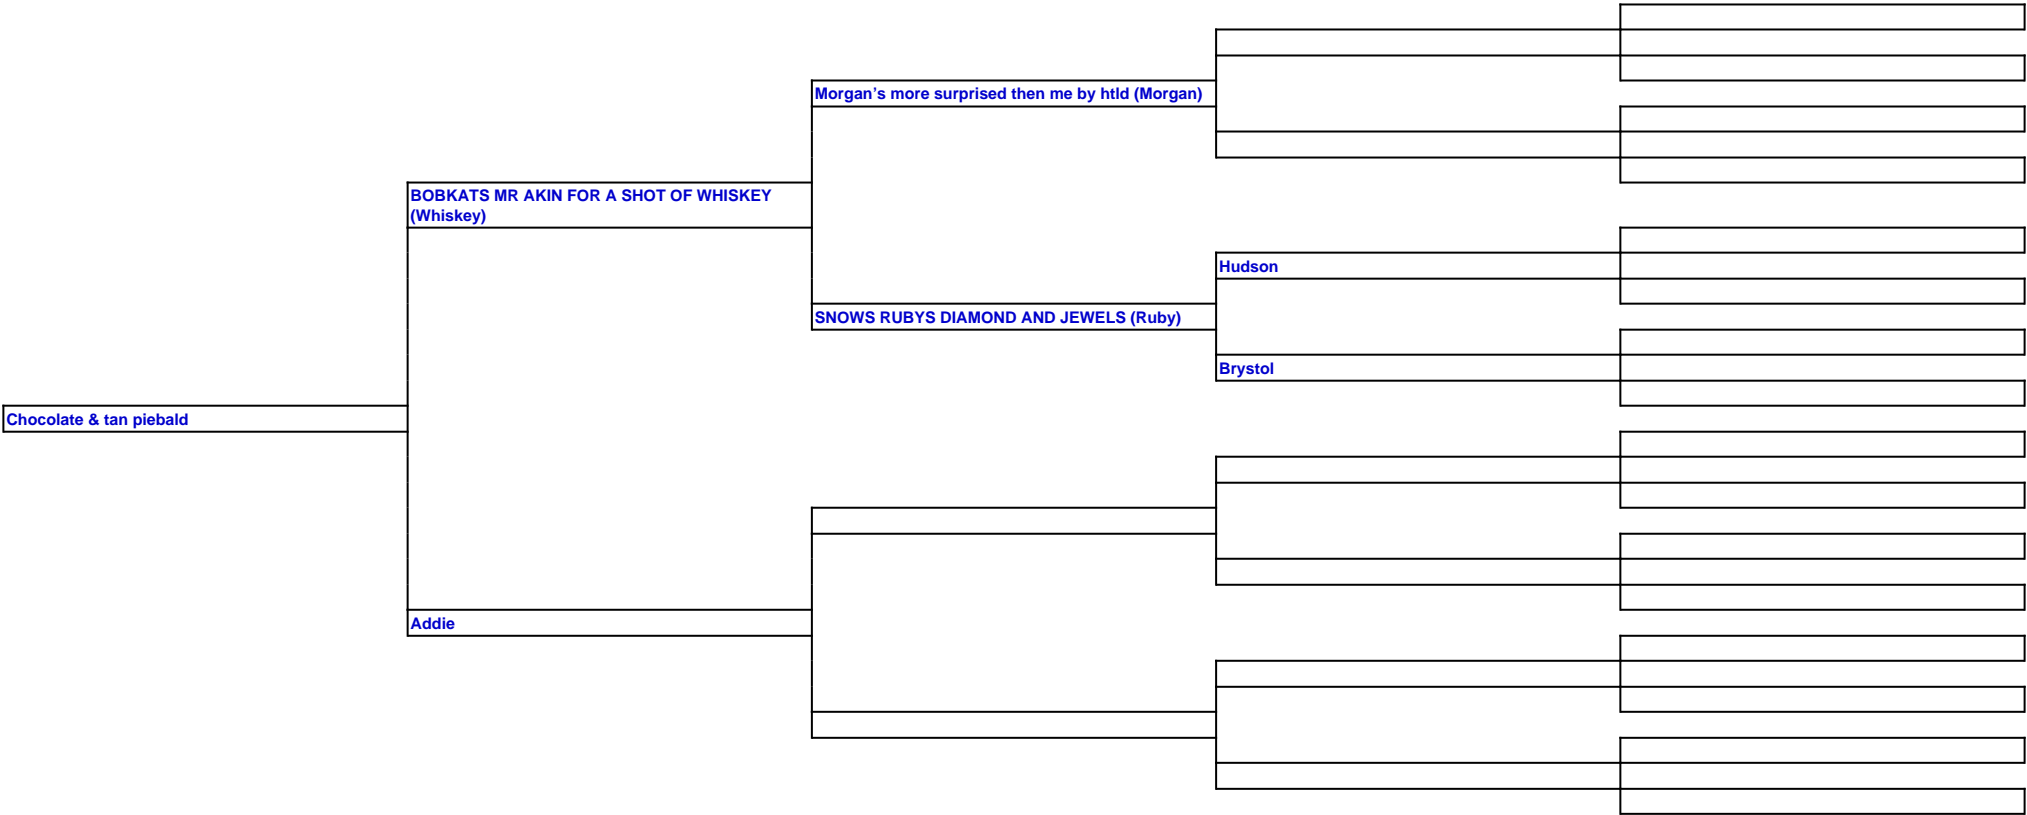 Morgan’s more surprised then me by htld (Morgan)
BOBKATS MR AKIN FOR A SHOT OF WHISKEY
(Whiskey)
Hudson
SNOWS RUBYS DIAMOND AND JEWELS (Ruby)
Brystol
Chocolate & tan piebald
Addie